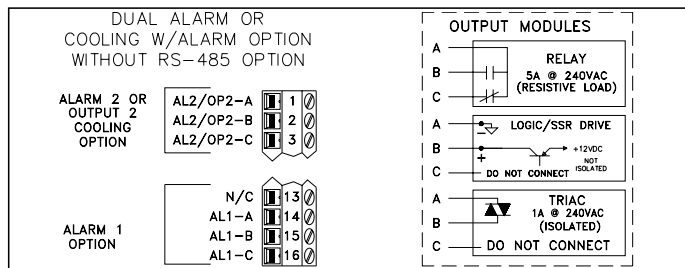 DUAL ALARM OR
COOLING W/ALARM OPTION
WITHOUT RS-485 OPTION
ALARM 2 OR
OUTPUT 2
COOLING
OPTION
AL2/OP2-A 1
AL2/OP2-B 2
AL2/OP2-C 3
ALARM 1
OPTION
N/C 13
AL1-A 14
AL1-B 15
AL1-C 16
OUTPUT MODULES
A
B
C
RELAY
5A @ 240VAC
(RESISTIVE LOAD)
A
B
C
- LOGIC/SSR DRIVE
+ +12VDC
NOT
ISOLATED
DO NOT CONNECT
A
B
C
TRIAC
1A @ 240VAC
(ISOLATED)
DO NOT CONNECT